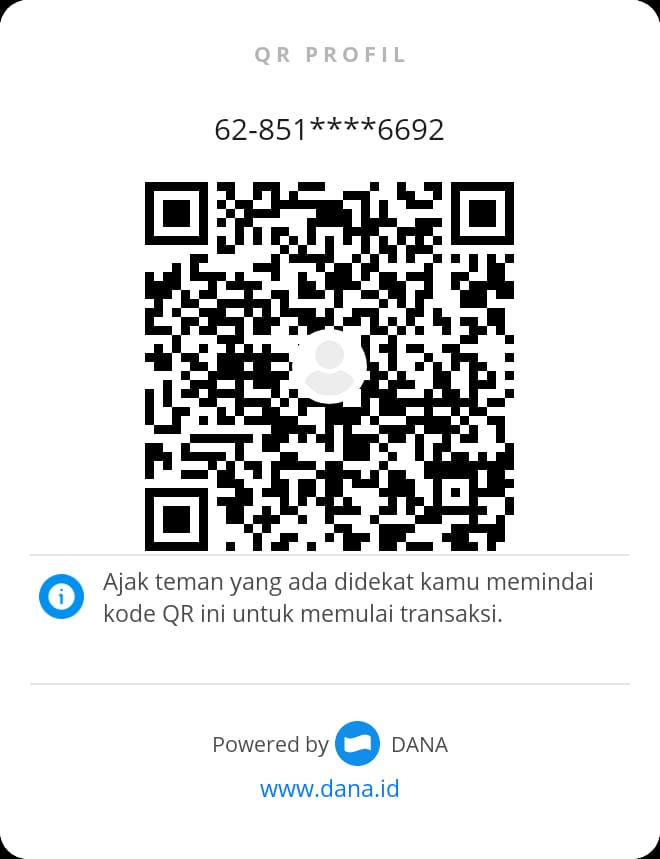 QR PROFIL
62-851****6692
Ajak teman yang ada didekat kamu memindai
kode QR ini untuk memulai transaksi.
Powered by DANA
www.dana.id